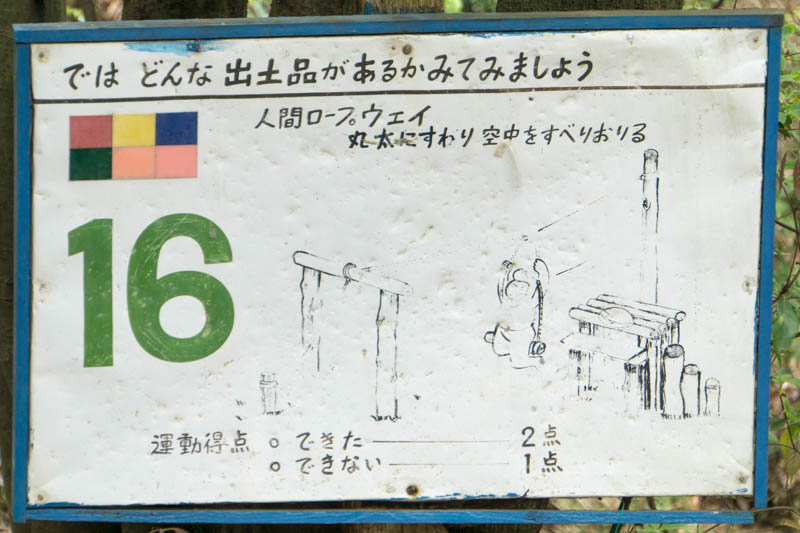 では どんな 出土品があるかみてみましょう
人間ロープウェイ
丸太にすわり 空中をすべりおりる
16
運動得点 ○ できた ―― 2点
○ できない ―― 1点